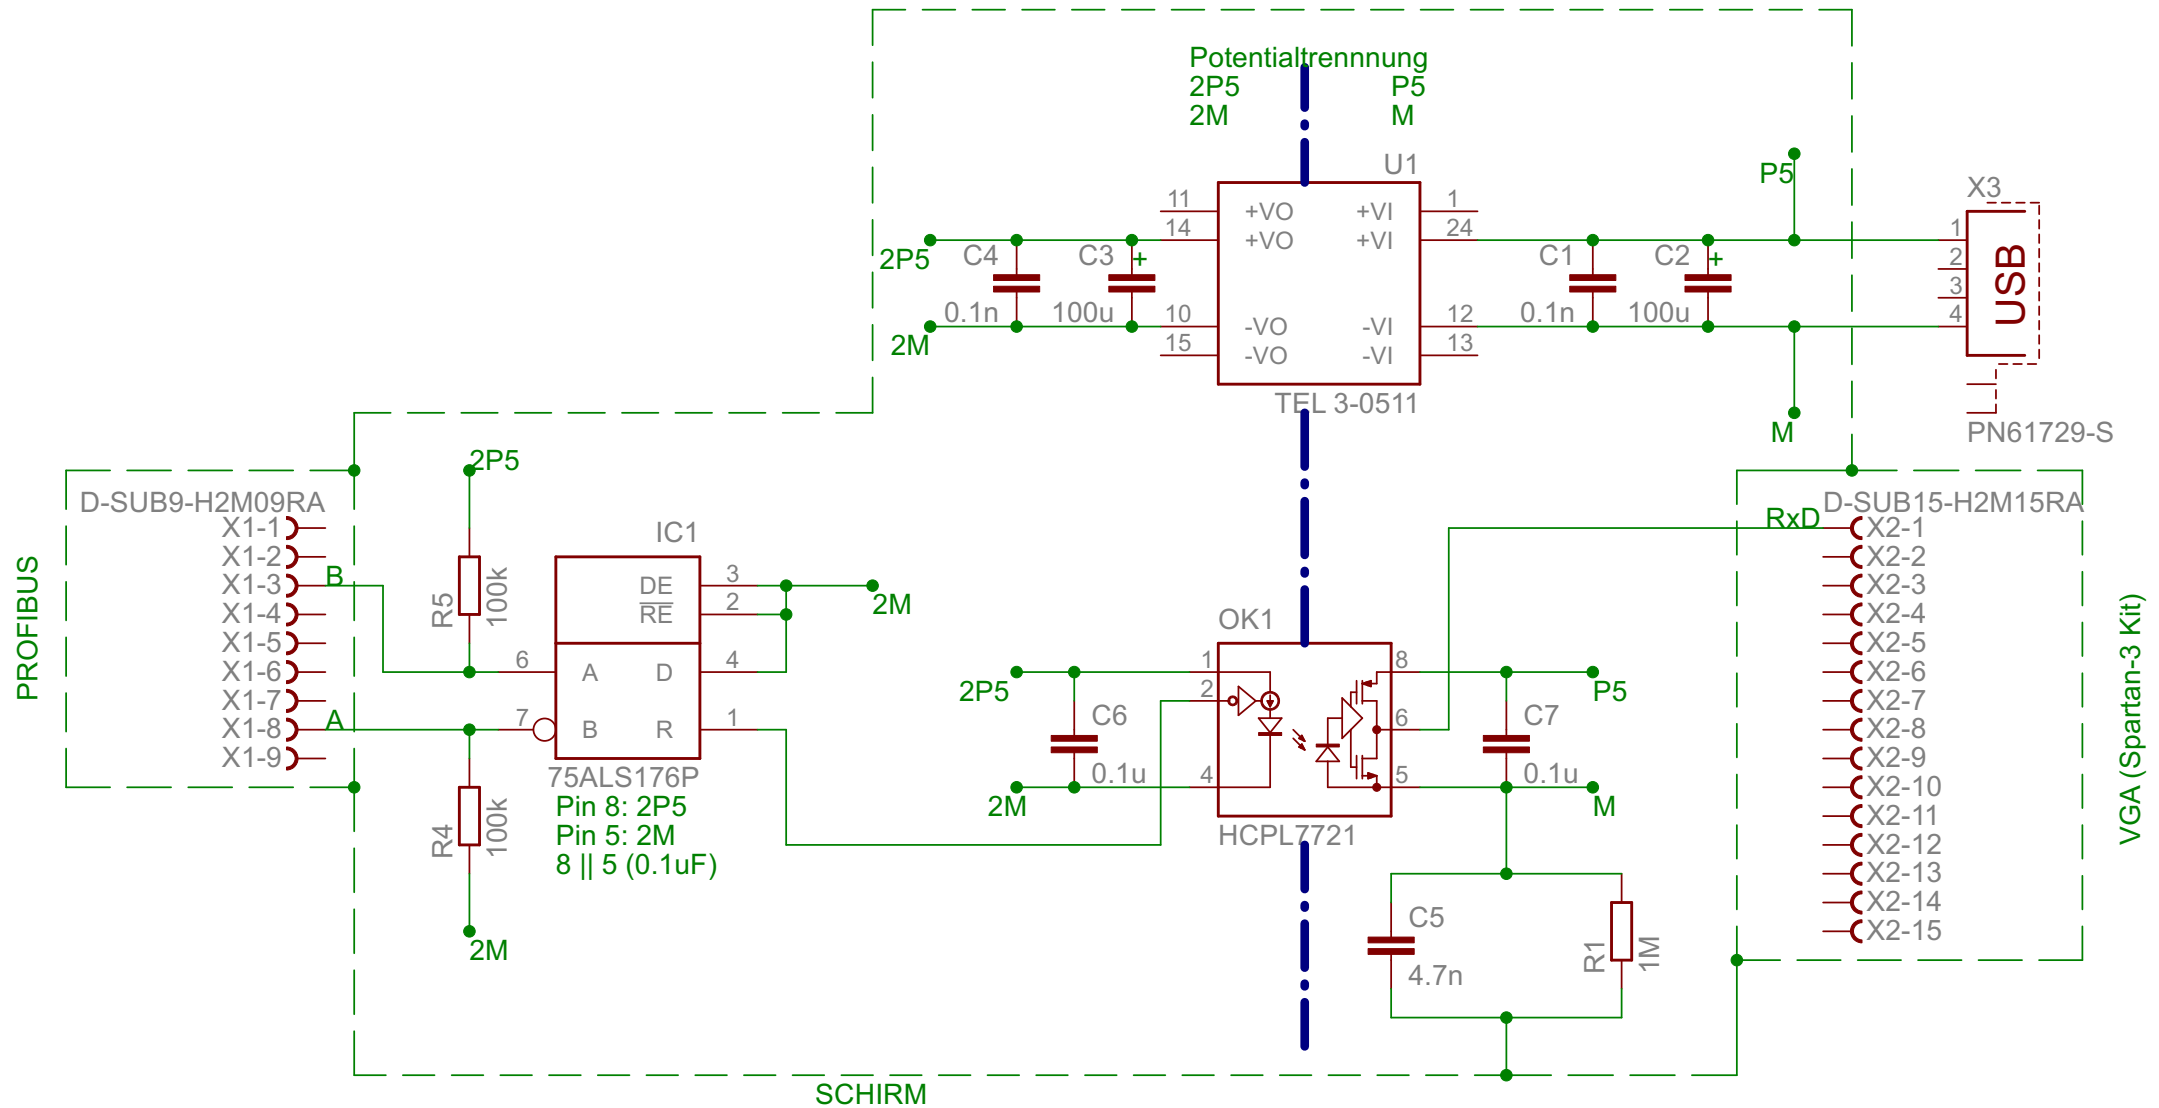 Potentialtrennnung
2P5 P5
2M M
U1
P5
X3
11 +VO +VI 1
14 +VO +VI 24
1
2
3
4
USB
2P5 C4 C3 + C1 C2 +
0.1n 100u 0.1n 100u
10 -VO -VI 12
15 -VO -VI 13
2M
TEL 3-0511
M
PN61729-S
2P5
D-SUB9-H2M09RA
X1-1
X1-2
X1-3 B
X1-4
X1-5
X1-6
X1-7
X1-8 A
X1-9
PROFIBUS
R5 100k
R4 100k
2M
IC1
DE 3
RE 2
2M
6 A D 4
7 B R 1
75ALS176P
Pin 8: 2P5
Pin 5: 2M
8 || 5 (0.1uF)
OK1
2P5 1 8 P5
2
C6 6 C7
0.1u 0.1u
2M 4 5 M
HCPL7721
C5
4.7n
R1 1M
RxD
D-SUB15-H2M15RA
X2-1
X2-2
X2-3
X2-4
X2-5
X2-6
X2-7
X2-8
X2-9
X2-10
X2-11
X2-12
X2-13
X2-14
X2-15
VGA (Spartan-3 Kit)
SCHIRM